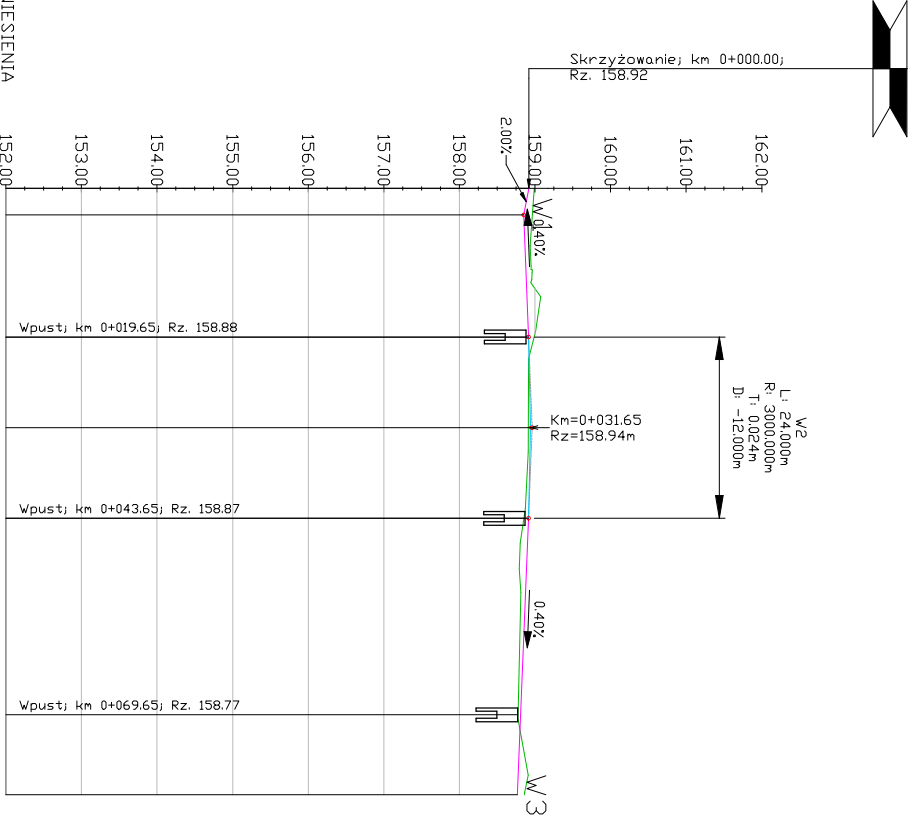 Skrzyżowanie; km 0+000.00;
Rz. 158.92
NIESIENIA
152.00
153.00
154.00
155.00
156.00
157.00
158.00
159.00
160.00
161.00
162.00
2.00%
W1
0.40%
Wpust; km 0+019.65; Rz. 158.88
Km=0+031.65
Rz=158.94m
W2
L: 24.000m
R: 3000.000m
T: 0.024m
D: -12.000m
Wpust; km 0+043.65; Rz. 158.87
0.40%
Wpust; km 0+069.65; Rz. 158.77
W3